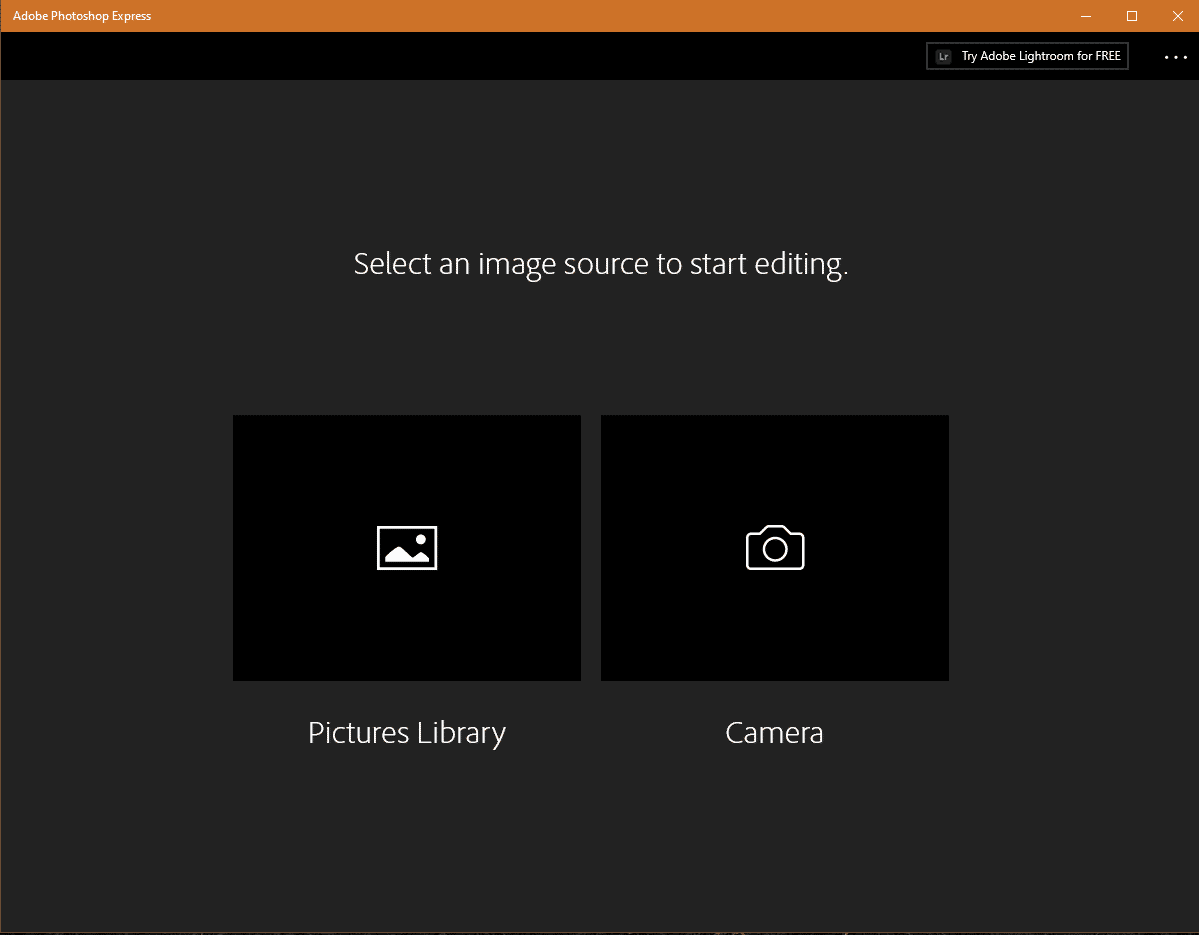 Adobe Photoshop Express
Lr Try Adobe Lightroom for FREE
Select an image source to start editing.
Pictures Library
Camera